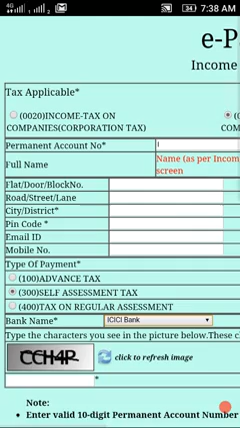 4G 34 7:38 AM
e-P
Income
Tax Applicable*
(0020)INCOME-TAX ON
COMPANIES(CORPORATION TAX)
COM
Permanent Account No*
Full Name
Name (as per Incom
screen
Flat/Door/BlockNo.
Road/Street/Lane
City/District*
Pin Code *
Email ID
Mobile No.
Type Of Payment*
(100)ADVANCE TAX
(300)SELF ASSESSMENT TAX
(400)TAX ON REGULAR ASSESSMENT
Bank Name*
ICICI Bank
Type the characters you see in the picture below.These c
CCH4P
click to refresh image
*
Note:
Enter valid 10-digit Permanent Account Number